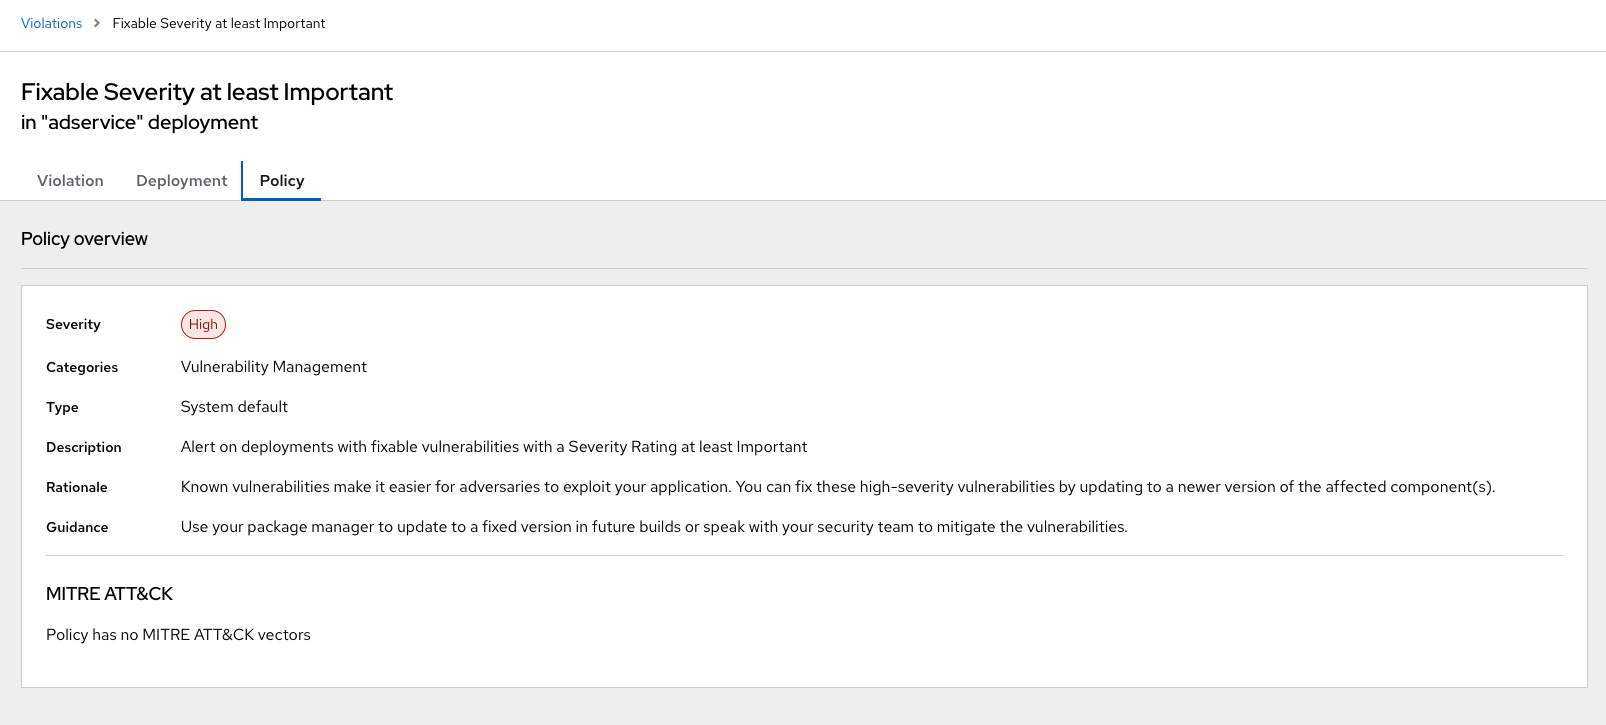 Violations > Fixable Severity at least Important
Fixable Severity at least Important
in "adservice" deployment
Violation Deployment Policy
Policy overview
Severity High
Categories Vulnerability Management
Type System default
Description Alert on deployments with fixable vulnerabilities with a Severity Rating at least Important
Rationale Known vulnerabilities make it easier for adversaries to exploit your application. You can fix these high-severity vulnerabilities by updating to a newer version of the affected component(s).
Guidance Use your package manager to update to a fixed version in future builds or speak with your security team to mitigate the vulnerabilities.
MITRE ATT&CK
Policy has no MITRE ATT&CK vectors